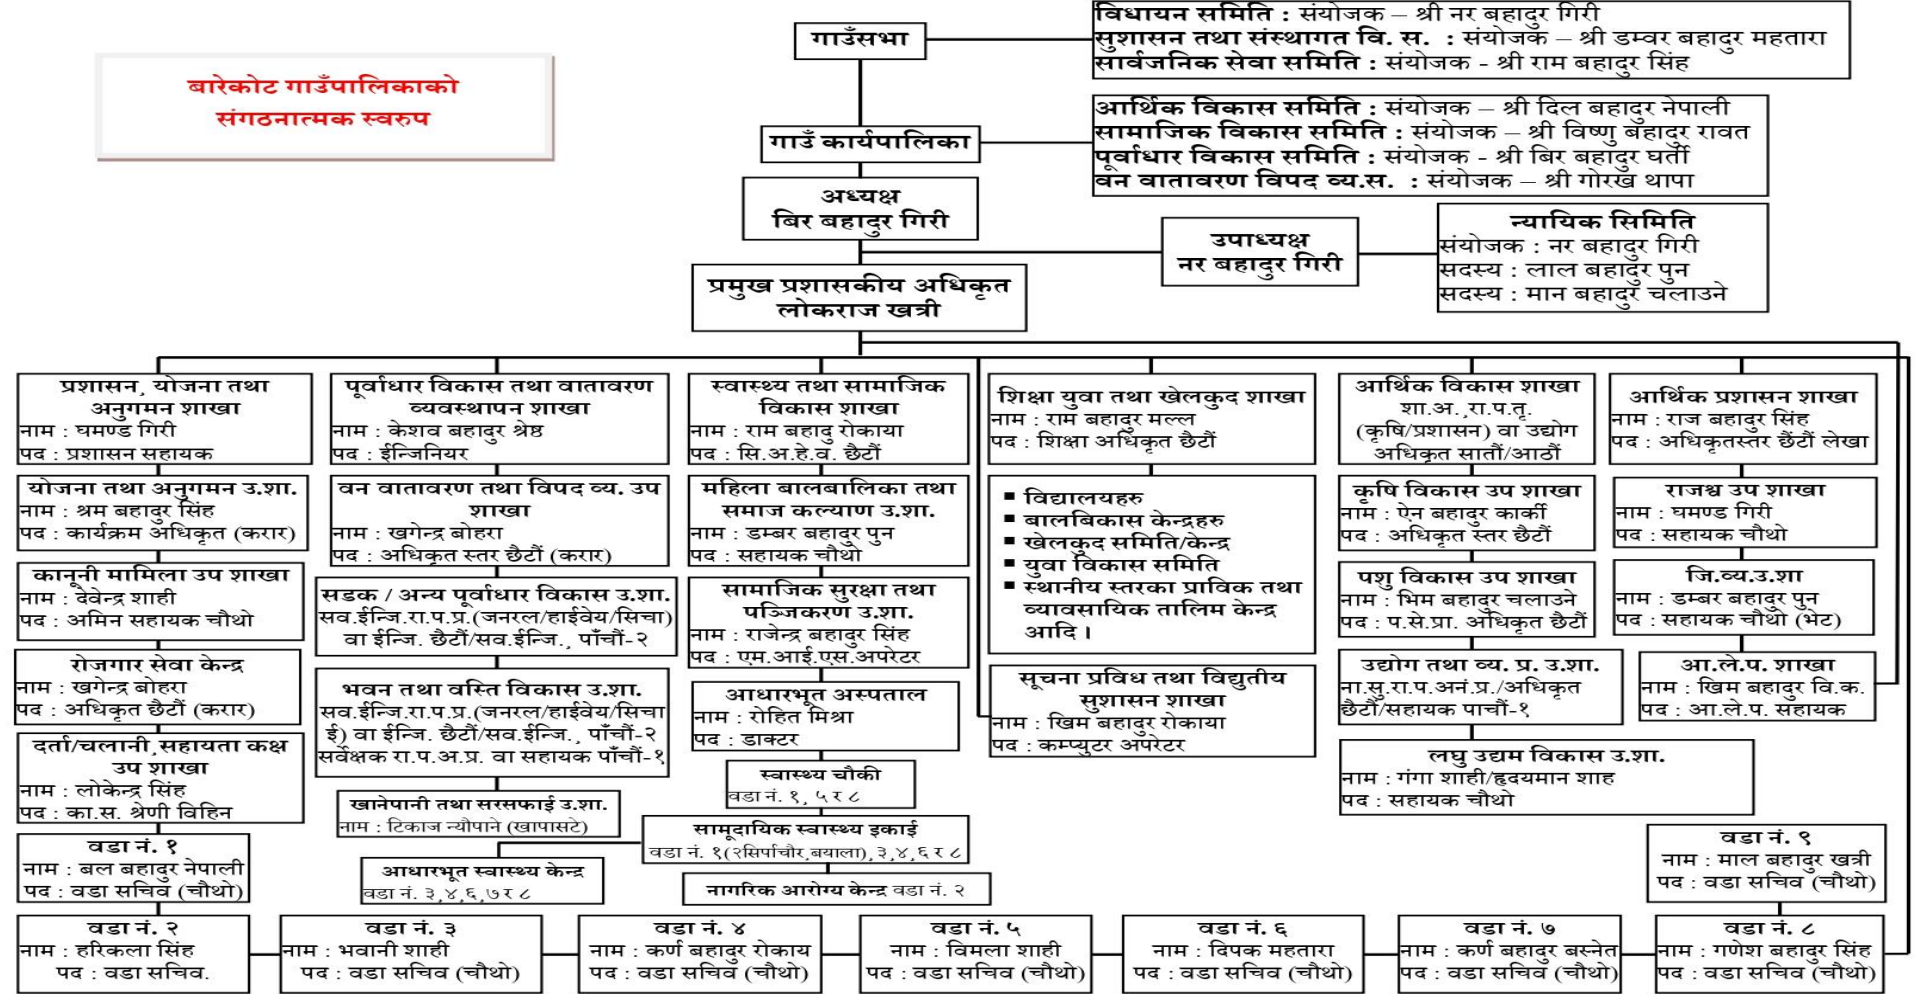 बारेकोट गाउँपालिकाको
संगठनात्मक स्वरुप
गाउँसभा
विधायन समिति : संयोजक – श्री नर बहादुर गिरी
सुशासन तथा संस्थागत वि. स. : संयोजक – श्री डम्वर बहादुर महतारा
सार्वजनिक सेवा समिति : संयोजक - श्री राम बहादुर सिंह
गाउँ कार्यपालिका
आर्थिक विकास समिति : संयोजक – श्री दिल बहादुर नेपाली
सामाजिक विकास समिति : संयोजक – श्री विष्णु बहादुर रावत
पूर्वाधार विकास समिति : संयोजक - श्री बिर बहादुर घर्ती
वन वातावरण विपद व्य.स. : संयोजक – श्री गोरख थापा
अध्यक्ष
बिर बहादुर गिरी
उपाध्यक्ष
नर बहादुर गिरी
न्यायिक सिमिति
संयोजक : नर बहादुर गिरी
सदस्य : लाल बहादुर पुन
सदस्य : मान बहादुर चलाउने
प्रमुख प्रशासकीय अधिकृत
लोकराज खत्री
प्रशासन, योजना तथा
अनुगमन शाखा
नाम : घमण्ड गिरी
पद : प्रशासन सहायक
योजना तथा अनुगमन उ.शा.
नाम : श्रम बहादुर सिंह
पद : कार्यक्रम अधिकृत (करार)
कानूनी मामिला उप शाखा
नाम : देवेन्द्र शाही
पद : अमिन सहायक चौथो
रोजगार सेवा केन्द्र
नाम : खगेन्द्र बोहरा
पद : अधिकृत छैटौं (करार)
दर्ता/चलानी,सहायता कक्ष
उप शाखा
नाम : लोकेन्द्र सिंह
पद : का.स. श्रेणी विहिन
पूर्वाधार विकास तथा वातावरण
व्यवस्थापन शाखा
नाम : केशव बहादुर श्रेष्ठ
पद : ईन्जिनियर
वन वातावरण तथा विपद व्य. उप
शाखा
नाम : खगेन्द्र बोहरा
पद : अधिकृत स्तर छैटौं (करार)
सडक / अन्य पूर्वाधार विकास उ.शा.
सव.ईन्जि.रा.प.प्र.(जनरल/हाईवेय/सिचा)
वा ईन्जि. छैटौं/सव.ईन्जि., पाँचौं-२
भवन तथा वस्ति विकास उ.शा.
सव.ईन्जि.रा.प.प्र.(जनरल/हाईवेय/सिचा
ई) वा ईन्जि. छैटौं/सव.ईन्जि., पाँचौं-२
सर्वेक्षक रा.प.अ.प्र. वा सहायक पाँचौं-१
खानेपानी तथा सरसफाई उ.शा.
नाम : टिकाज न्यौपाने (खापासटे)
स्वास्थ्य तथा सामाजिक
विकास शाखा
नाम : राम बहादु रोकाया
पद : सि.अ.हे.व. छैटौं
महिला बालबालिका तथा
समाज कल्याण उ.शा.
नाम : डम्बर बहादुर पुन
पद : सहायक चौथो
सामाजिक सुरक्षा तथा
पञ्जिकरण उ.शा.
नाम : राजेन्द्र बहादुर सिंह
पद : एम.आई.एस.अपरेटर
आधारभूत अस्पताल
नाम : रोहित मिश्रा
पद : डाक्टर
स्वास्थ्य चौकी
वडा नं. १, ५ र ८
सामूदायिक स्वास्थ्य इकाई
वडा नं. १(२सिर्पाचौर,बयाला),३,४,६ र ८
आधारभूत स्वास्थ्य केन्द्र
वडा नं. ३,४,६,७ र ८
नागरिक आरोग्य केन्द्र वडा नं. २
शिक्षा युवा तथा खेलकुद शाखा
नाम : राम बहादुर मल्ल
पद : शिक्षा अधिकृत छैटौं
▪ विद्यालयहरु
▪ बालबिकास केन्द्रहरु
▪ खेलकुद समिति/केन्द्र
▪ युवा विकास समिति
▪ स्थानीय स्तरका प्राविक तथा
व्यावसायिक तालिम केन्द्र
आदि ।
सूचना प्रविध तथा विद्युतीय
सुशासन शाखा
नाम : खिम बहादुर रोकाया
पद : कम्प्युटर अपरेटर
आर्थिक विकास शाखा
शा.अ.,रा.प.तृ.
(कृषि/प्रशासन) वा उद्योग
अधिकृत सातौं/आठौं
कृषि विकास उप शाखा
नाम : ऐन बहादुर कार्की
पद : अधिकृत स्तर छैटौं
पशु विकास उप शाखा
नाम : भिम बहादुर चलाउने
पद : प.से.प्रा. अधिकृत छैटौं
उद्योग तथा व्य. प्र. उ.शा.
ना.सु.रा.प.अनं.प्र./अधिकृत
छैटौं/सहायक पाचौं-१
लघु उद्यम विकास उ.शा.
नाम : गंगा शाही/हृदयमान शाह
पद : सहायक चौथो
आर्थिक प्रशासन शाखा
नाम : राज बहादुर सिंह
पद : अधिकृतस्तर छैंटौं लेखा
राजश्व उप शाखा
नाम : घमण्ड गिरी
पद : सहायक चौथो
जि.व्य.उ.शा
नाम : डम्बर बहादुर पुन
पद : सहायक चौथो (भेट)
आ.ले.प. शाखा
नाम : खिम बहादुर वि.क.
पद : आ.ले.प. सहायक
वडा नं. १
नाम : बल बहादुर नेपाली
पद : वडा सचिव (चौथो)
वडा नं. २
नाम : हरिकला सिंह
पद : वडा सचिव.
वडा नं. ३
नाम : भवानी शाही
पद : वडा सचिव (चौथो)
वडा नं. ४
नाम : कर्ण बहादुर रोकाय
पद : वडा सचिव (चौथो)
वडा नं. ५
नाम : विमला शाही
पद : वडा सचिव (चौथो)
वडा नं. ६
नाम : दिपक महतारा
पद : वडा सचिव (चौथो)
वडा नं. ७
नाम : कर्ण बहादुर बस्नेत
पद : वडा सचिव (चौथो)
वडा नं. ८
नाम : गणेश बहादुर सिंह
पद : वडा सचिव (चौथो)
वडा नं. ९
नाम : माल बहादुर खत्री
पद : वडा सचिव (चौथो)